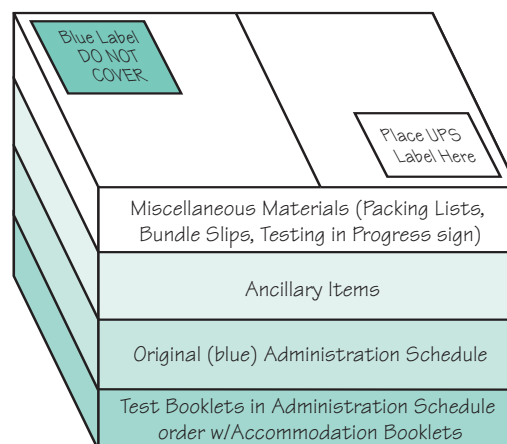 Blue Label
DO NOT
COVER
Place UPS
Label Here
Miscellaneous Materials (Packing Lists,
Bundle Slips, Testing in Progress sign)
Ancillary Items
Original (blue) Administration Schedule
Test Booklets in Administration Schedule
order w/Accommodation Booklets